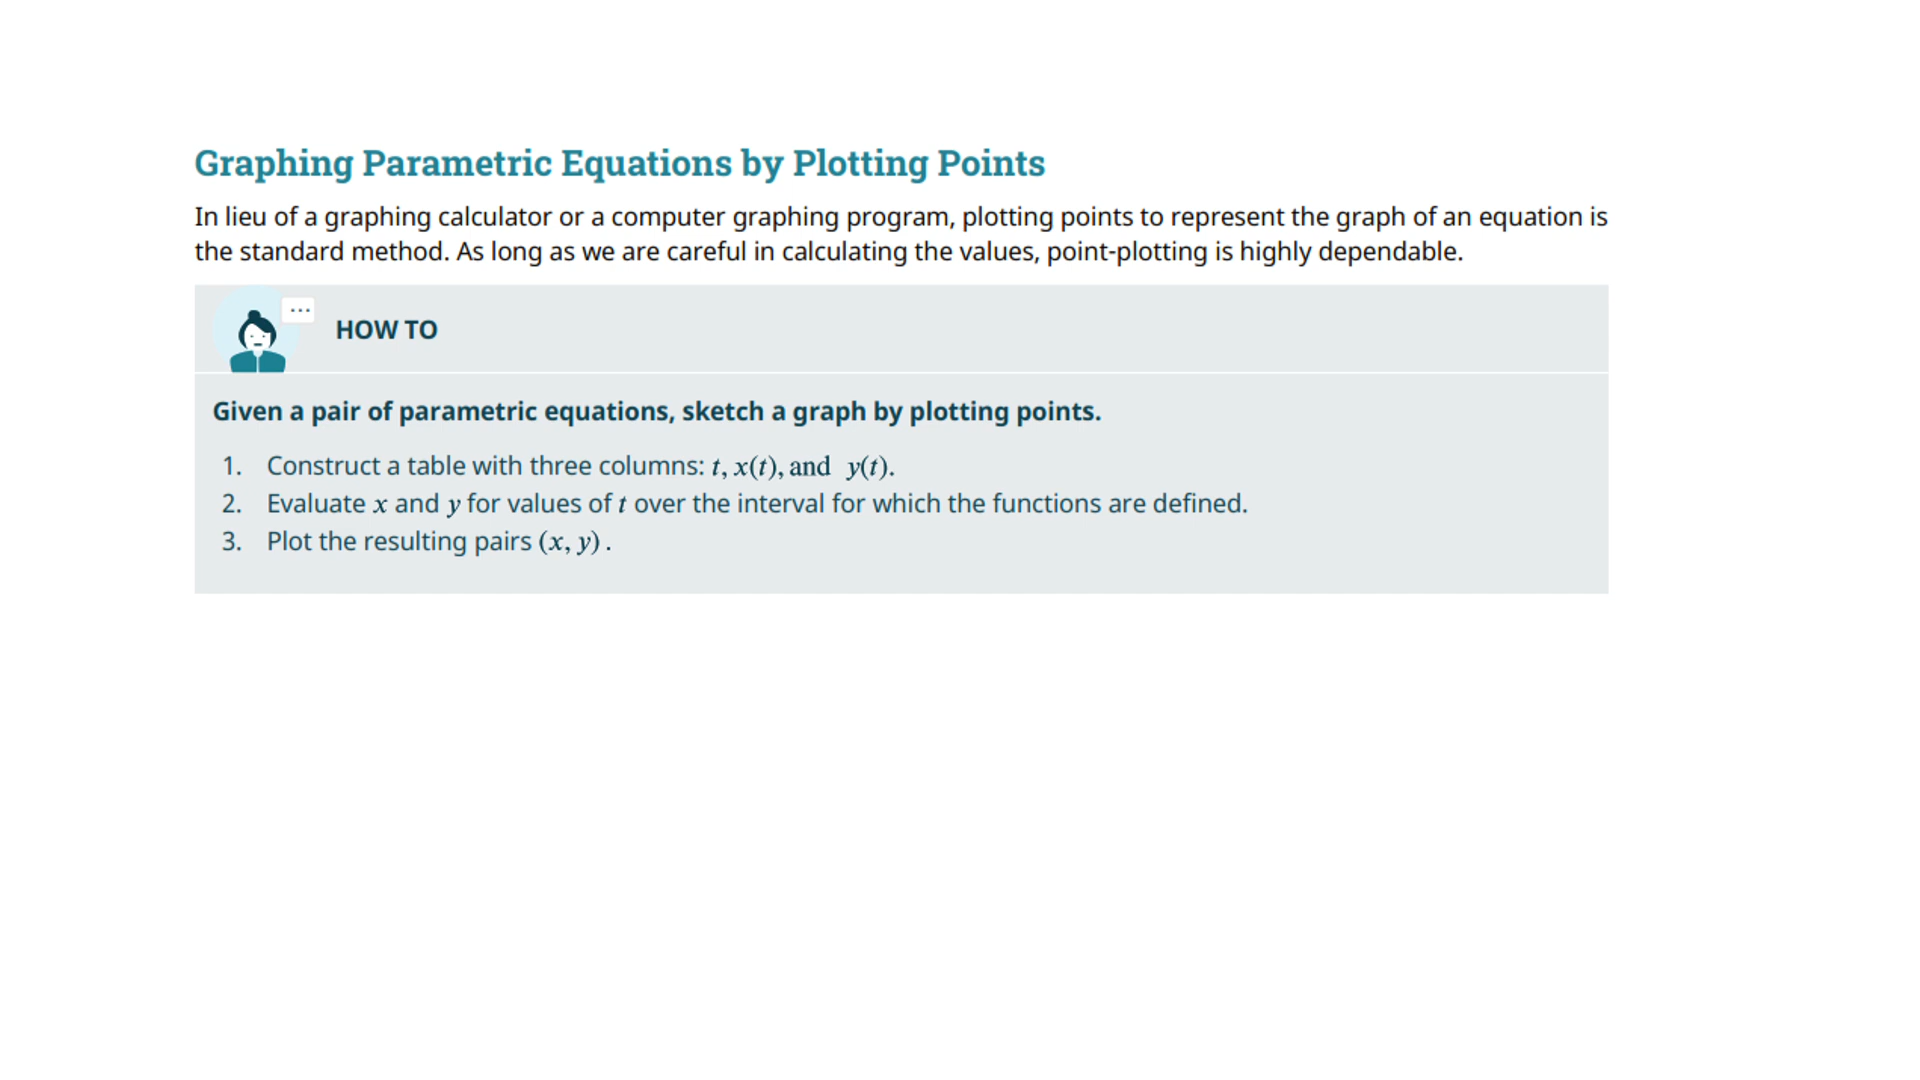 Graphing Parametric Equations by Plotting Points
In lieu of a graphing calculator or a computer graphing program, plotting points to represent the graph of an equation is
the standard method. As long as we are careful in calculating the values, point-plotting is highly dependable.
...
HOW TO
Given a pair of parametric equations, sketch a graph by plotting points.
1. Construct a table with three columns: t, x(t), and y(t).
2. Evaluate x and y for values of t over the interval for which the functions are defined.
3. Plot the resulting pairs (x, y).